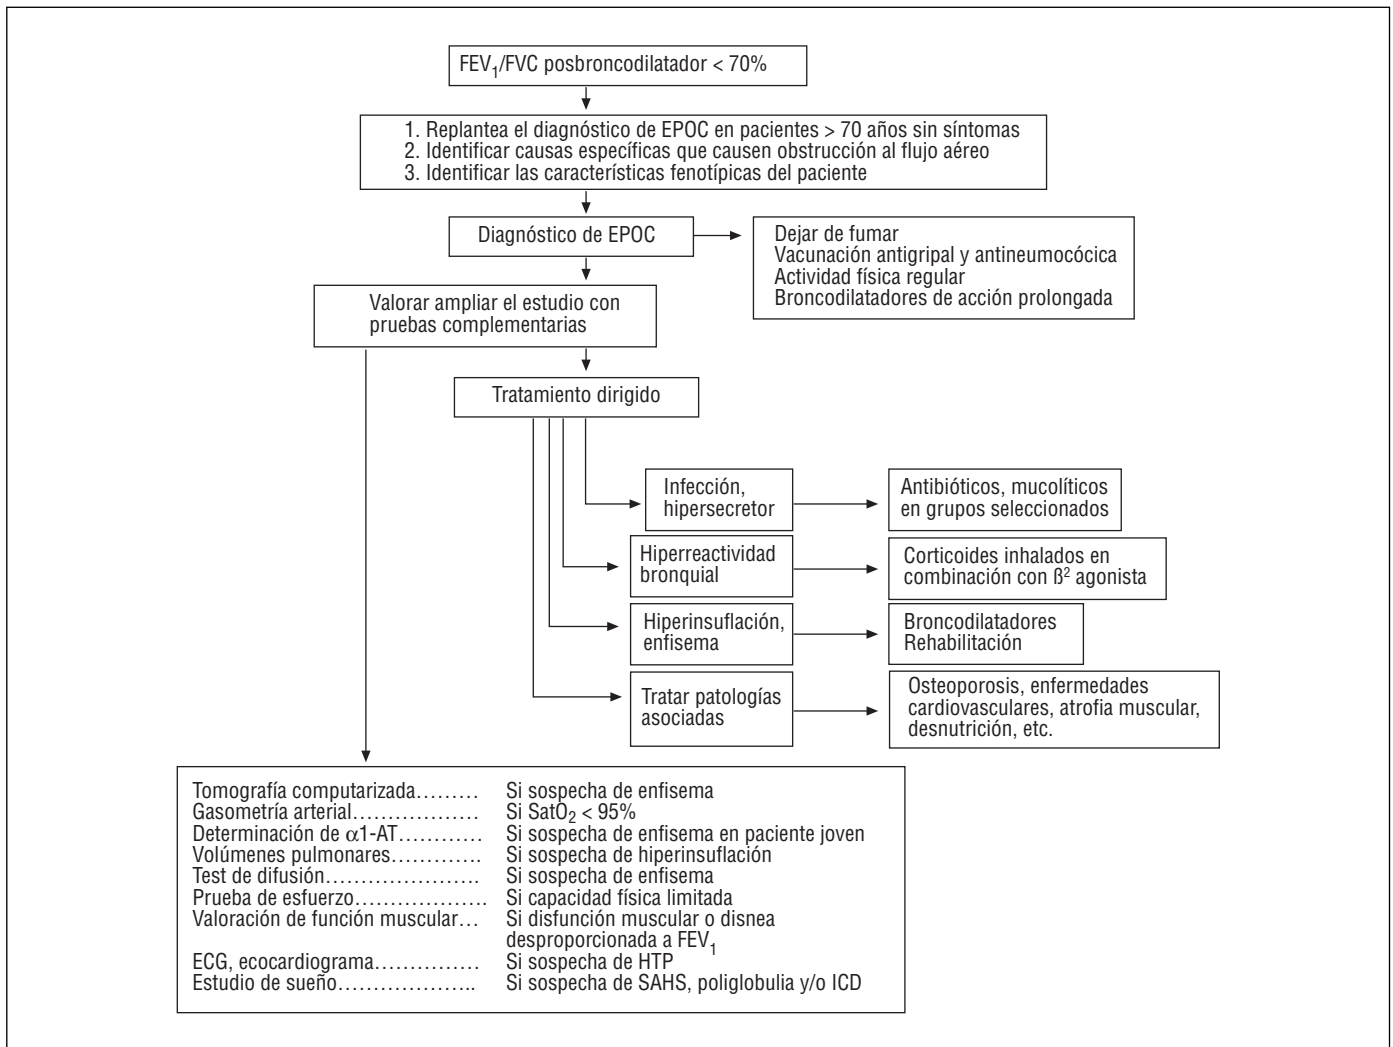 FEV1/FVC posbroncodilatador < 70%
1. Replantea el diagnóstico de EPOC en pacientes > 70 años sin síntomas
2. Identificar causas específicas que causen obstrucción al flujo aéreo
3. Identificar las características fenotípicas del paciente
Diagnóstico de EPOC
Dejar de fumar
Vacunación antigripal y antineumocócica
Actividad física regular
Broncodilatadores de acción prolongada
Valorar ampliar el estudio con
pruebas complementarias
Tratamiento dirigido
Infección,
hipersecretor
Antibióticos, mucolíticos
en grupos seleccionados
Hiperreactividad
bronquial
Corticoides inhalados en
combinación con ß² agonista
Hiperinsuflación,
enfisema
Broncodilatadores
Rehabilitación
Tratar patologías
asociadas
Osteoporosis, enfermedades
cardiovasculares, atrofia muscular,
desnutrición, etc.
Tomografía computarizada......... Si sospecha de enfisema
Gasometría arterial.................. Si SatO2 < 95%
Determinación de α1-AT............ Si sospecha de enfisema en paciente joven
Volúmenes pulmonares............. Si sospecha de hiperinsuflación
Test de difusión...................... Si sospecha de enfisema
Prueba de esfuerzo................... Si capacidad física limitada
Valoración de función muscular... Si disfunción muscular o disnea
desproporcionada a FEV1
ECG, ecocardiograma............... Si sospecha de HTP
Estudio de sueño.................... Si sospecha de SAHS, poliglobulia y/o ICD